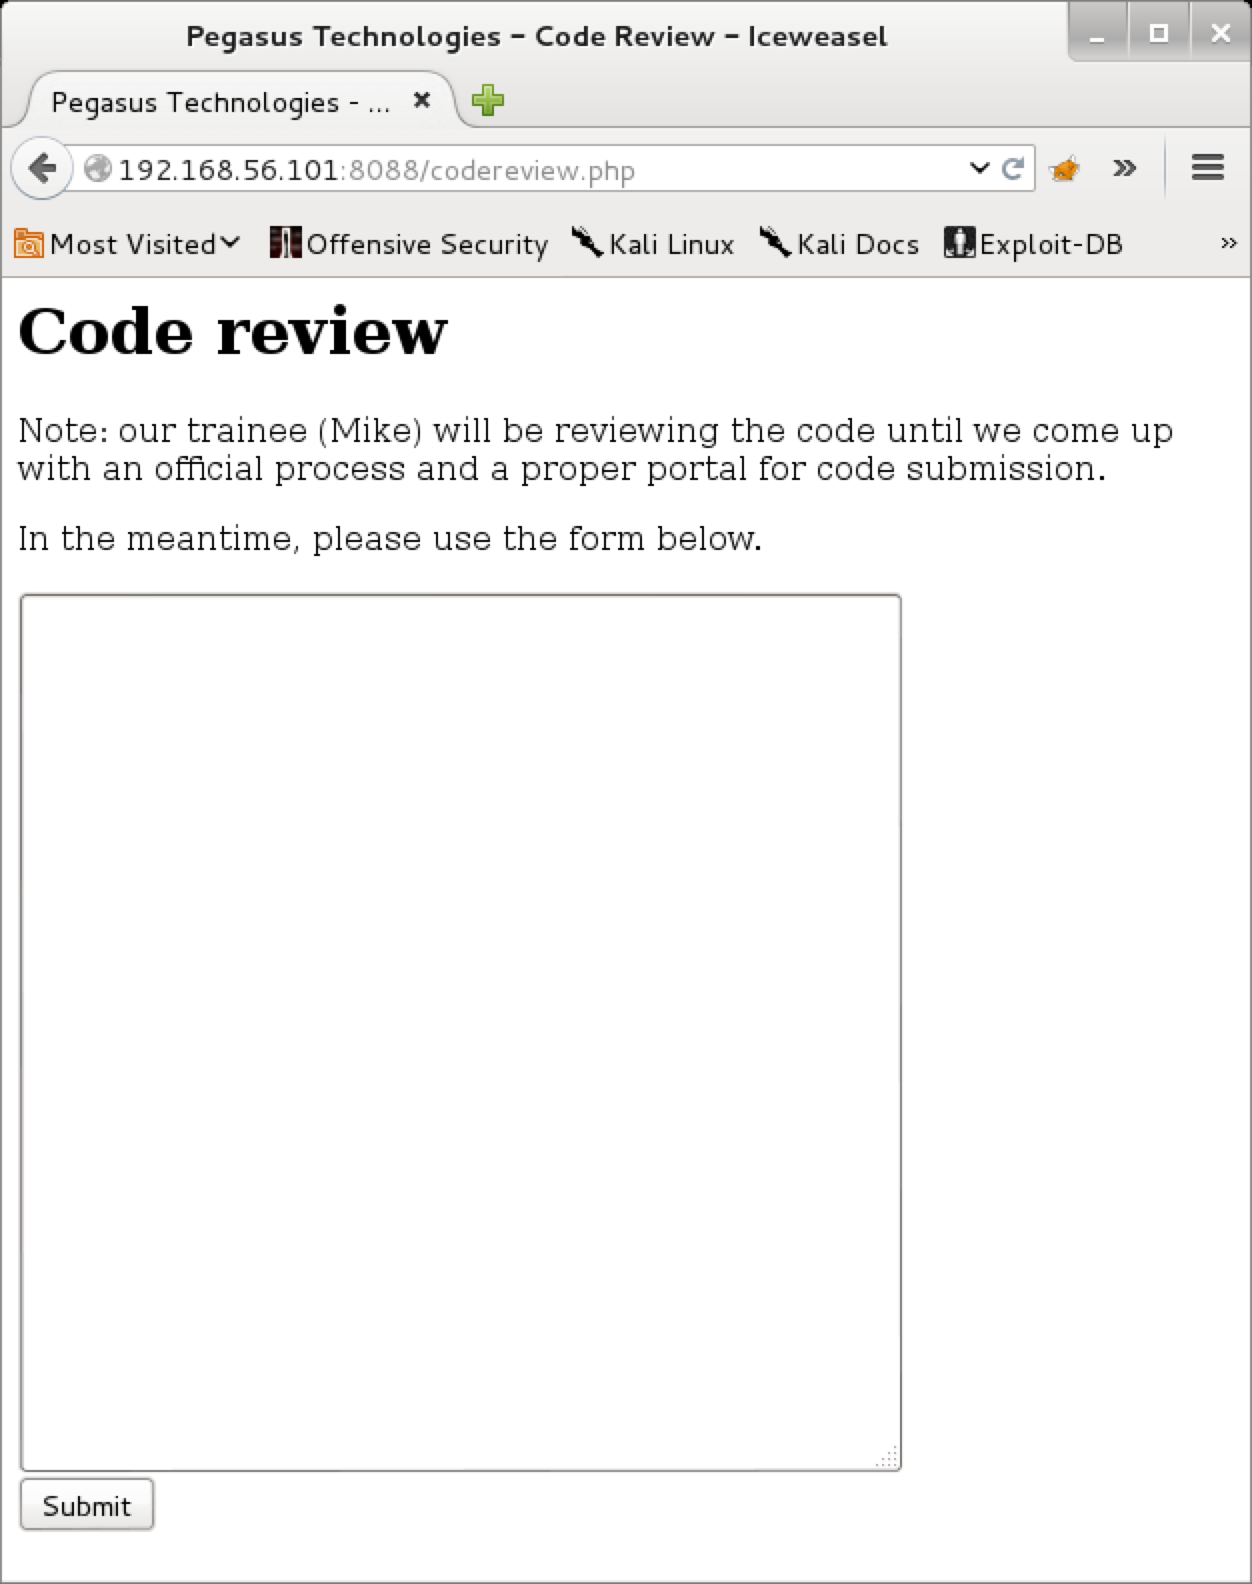 Pegasus Technologies - Code Review - Iceweasel
Pegasus Technologies - ...
192.168.56.101:8088/codereview.php
Most Visited Offensive Security Kali Linux Kali Docs Exploit-DB
Code review
Note: our trainee (Mike) will be reviewing the code until we come up
with an official process and a proper portal for code submission.
In the meantime, please use the form below.
Submit